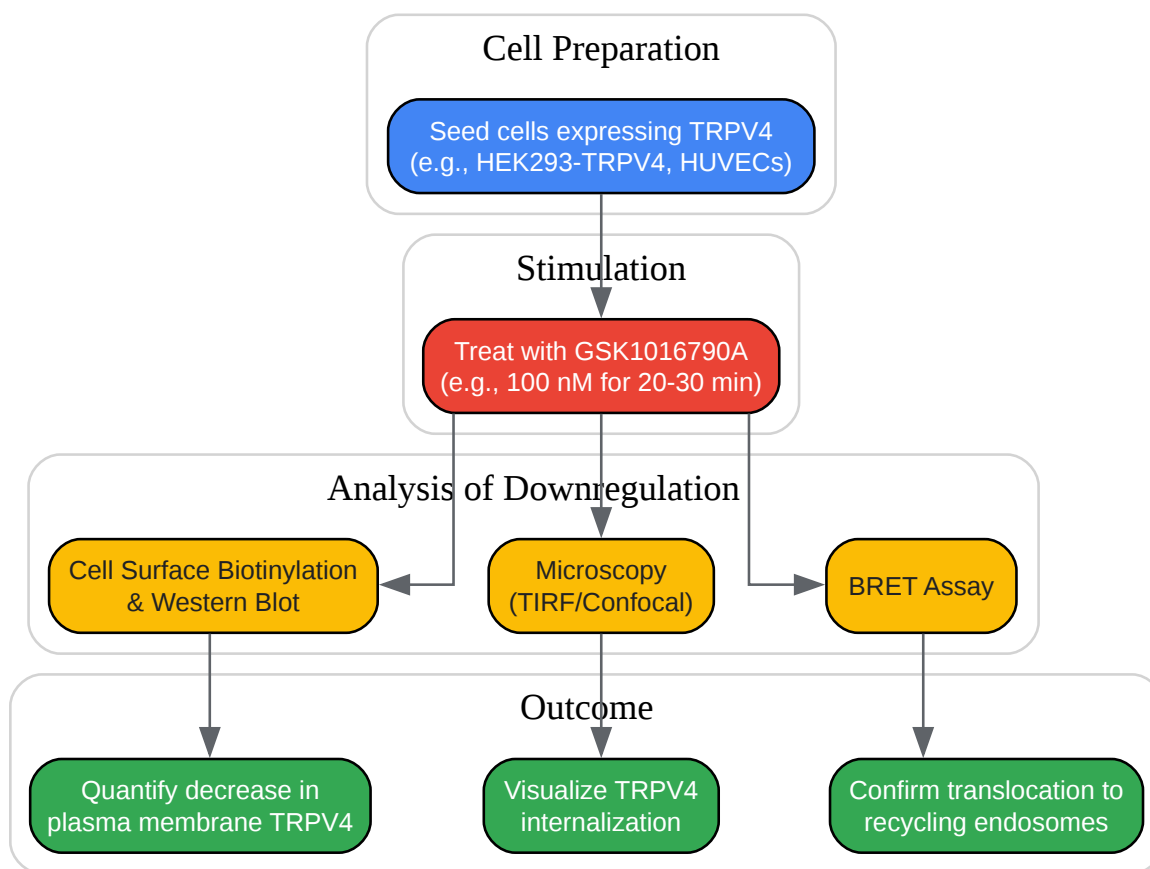 Cell Preparation
Seed cells expressing TRPV4
(e.g., HEK293-TRPV4, HUVECs)
Stimulation
Treat with GSK1016790A
(e.g., 100 nM for 20-30 min)
Analysis of Downregulation
Cell Surface Biotinylation
& Western Blot
Microscopy
(TIRF/Confocal)
BRET Assay
Outcome
Quantify decrease in
plasma membrane TRPV4
Visualize TRPV4
internalization
Confirm translocation to
recycling endosomes